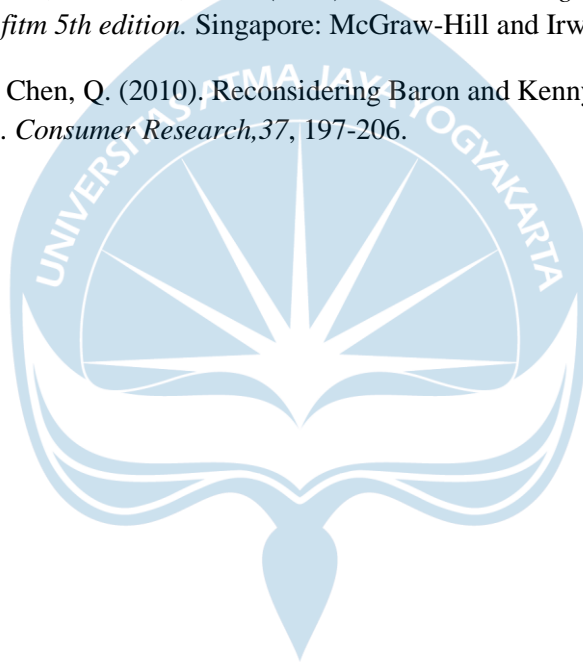 fitm 5th edition. Singapore: McGraw-Hill and Irw
Chen, Q. (2010). Reconsidering Baron and Kenny
. Consumer Research,37, 197-206.
UNIVERSITAS ATMA JAYA YOGYAKARTA